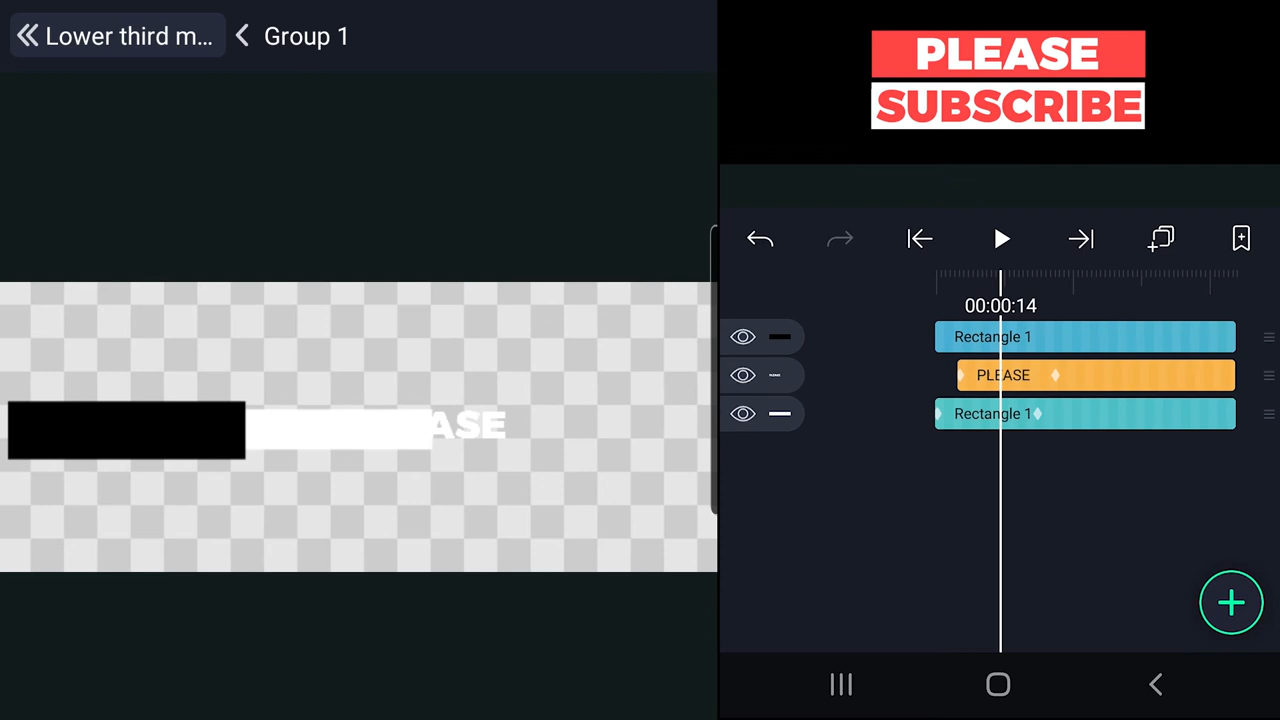 Lower third m...
Group 1
ASE
PLEASE
SUBSCRIBE
00:00:14
Rectangle 1
PLEASE
Rectangle 1